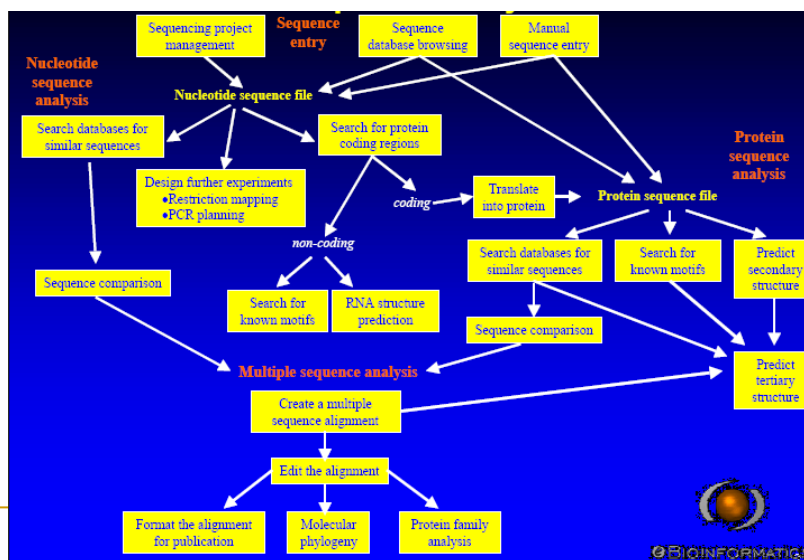 Sequencing project
management
Sequence
entry
Sequence
database browsing
Manual
sequence entry
Nucleotide
sequence
analysis
Nucleotide sequence file
Search databases for
similar sequences
Search for protein
coding regions
Protein
sequence
analysis
Design further experiments
•Restriction mapping
•PCR planning
coding
Translate
into protein
Protein sequence file
non-coding
Search databases for
similar sequences
Search for
known motifs
Predict
secondary
structure
Sequence comparison
Search for
known motifs
RNA structure
prediction
Sequence comparison
Multiple sequence analysis
Predict
tertiary
structure
Create a multiple
sequence alignment
Edit the alignment
Format the alignment
for publication
Molecular
phylogeny
Protein family
analysis